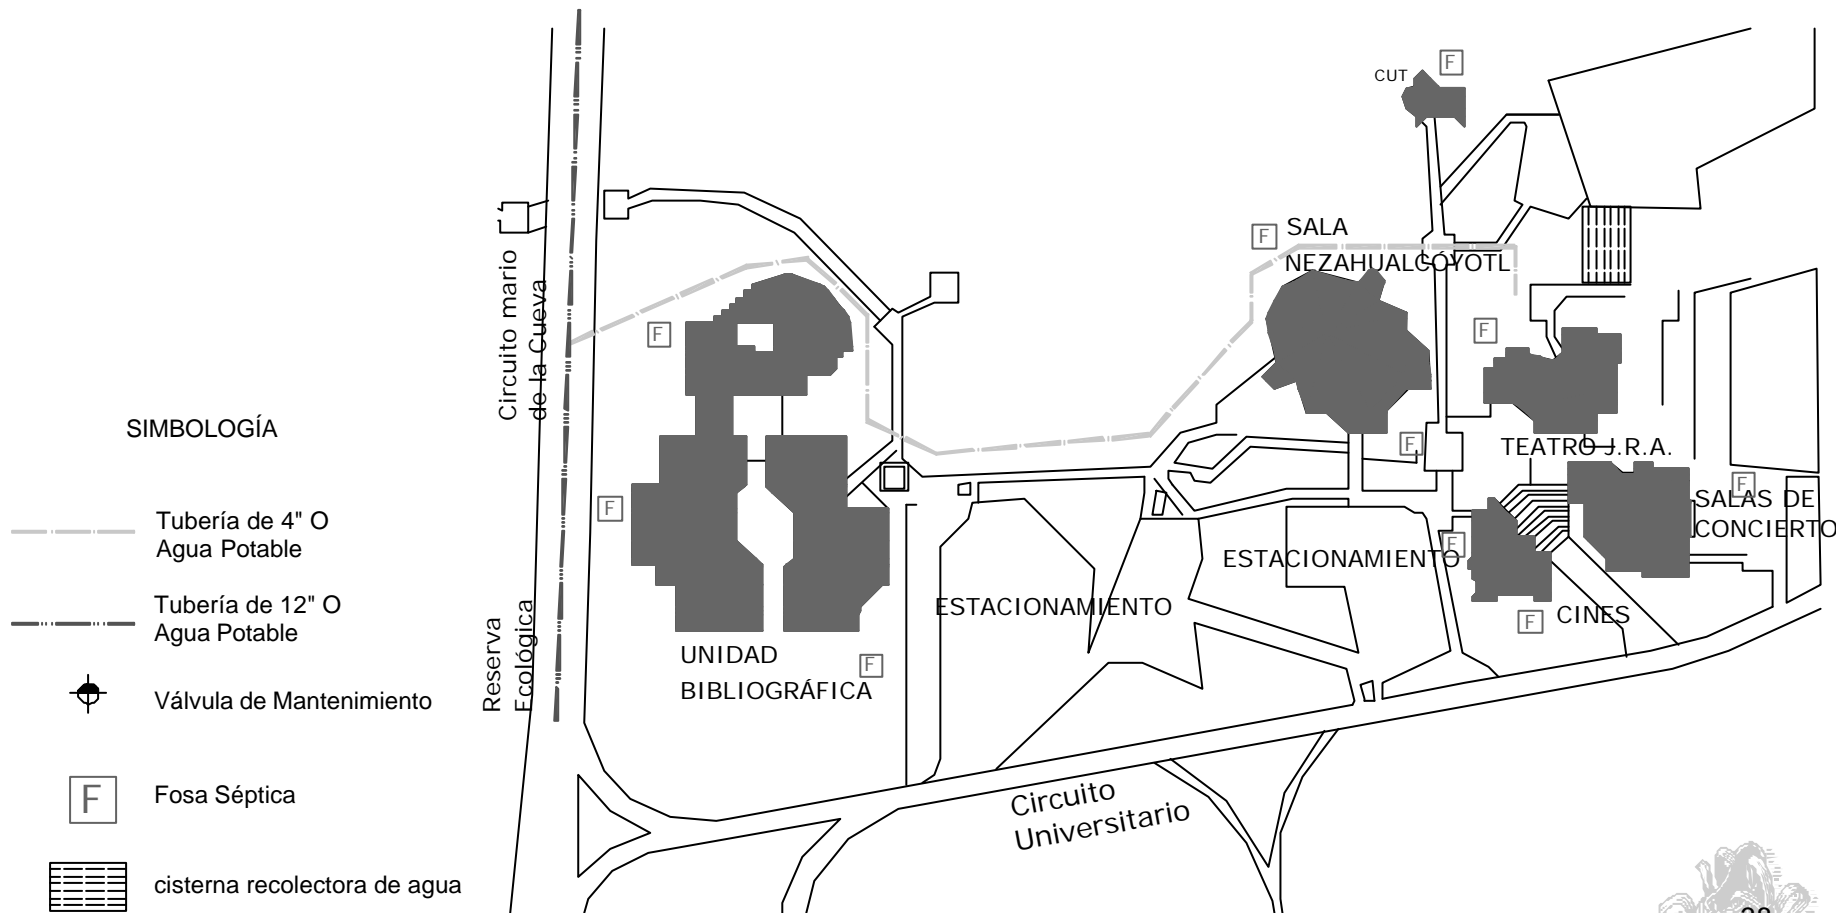 CUT
F
F
SALA
NEZAHUALCÓYOTL
Circuito mario
de la Cueva
F
F
SIMBOLOGÍA
F
TEATRO J.R.A.
F
F
SALAS DE
CONCIERTO
Tubería de 4" O
Agua Potable
F
ESTACIONAMIENTO
ESTACIONAMIENTO
Tubería de 12" O
Agua Potable
F
CINES
Reserva
Ecológica
UNIDAD
BIBLIOGRÁFICA
F
Válvula de Mantenimiento
F
Fosa Séptica
Circuito
Universitario
cisterna recolectora de agua